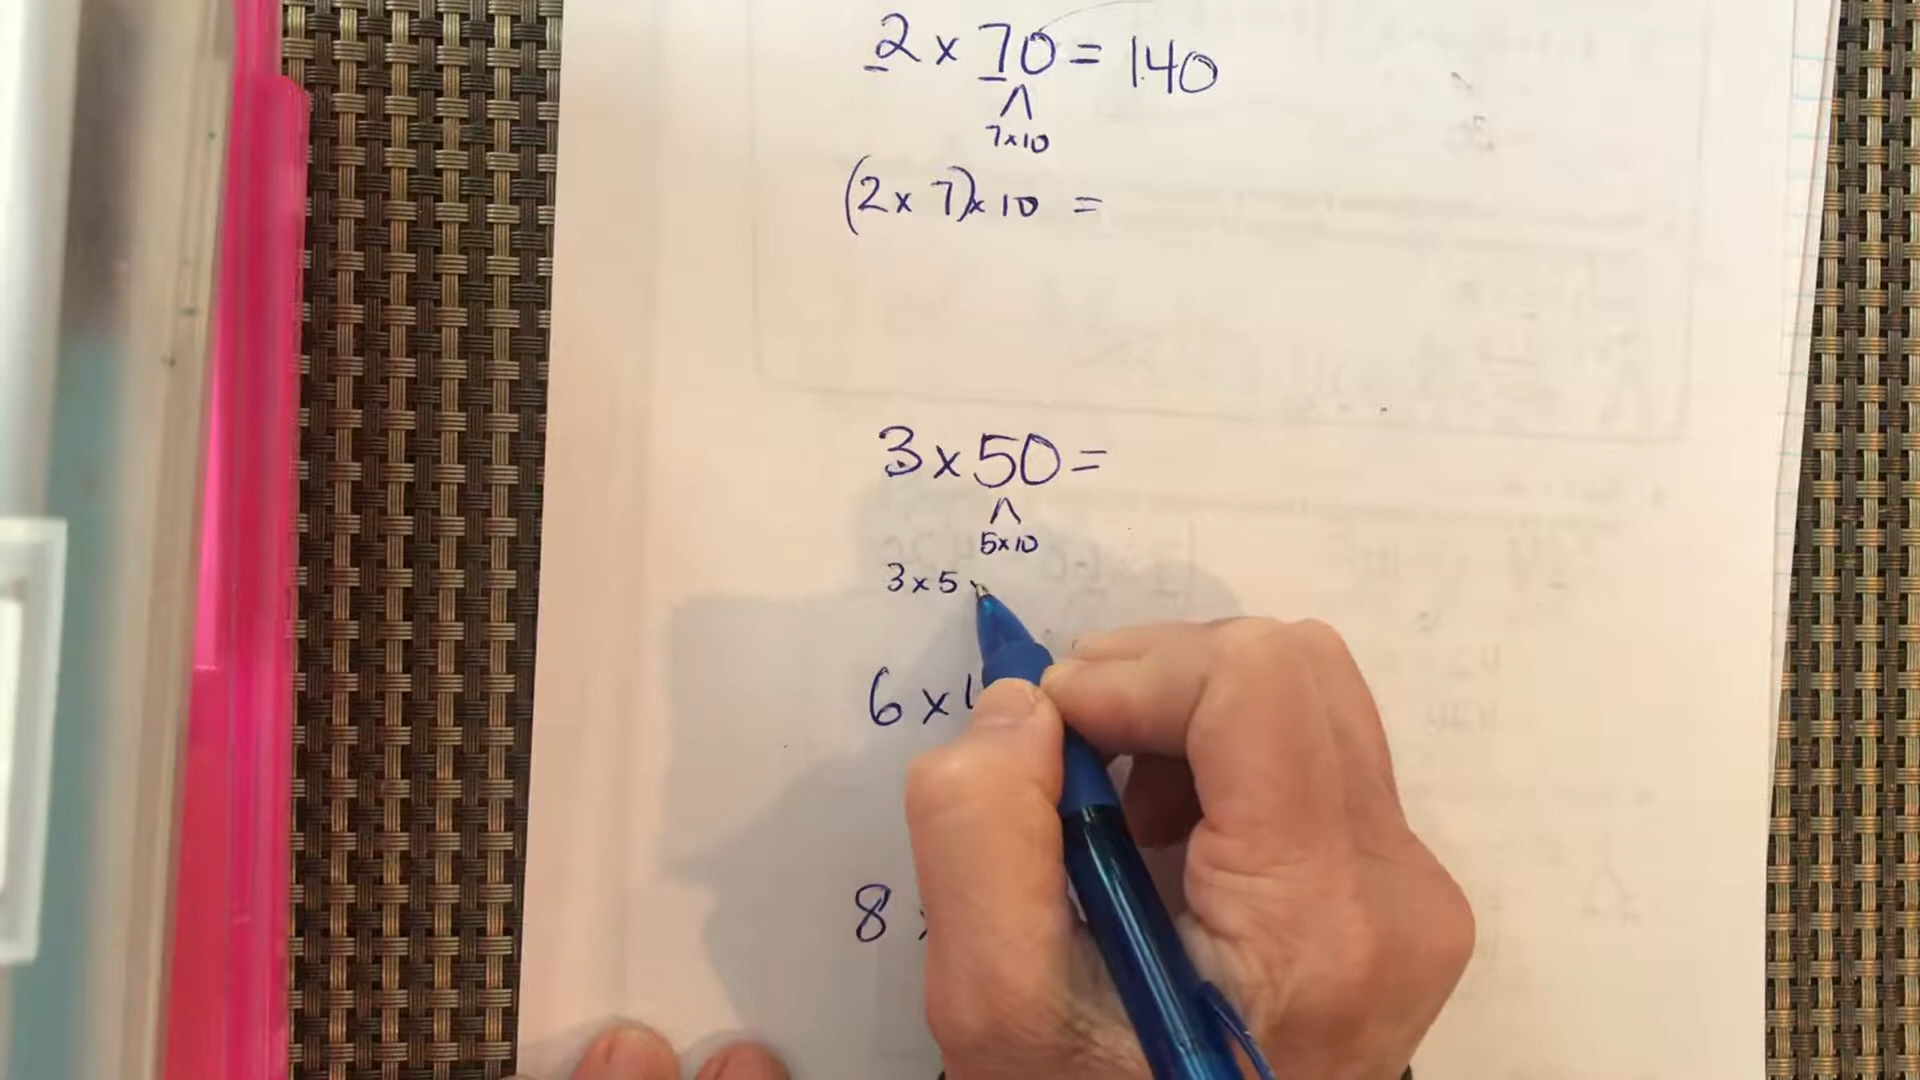 2 x 70 = 140
7x10
(2 x 7)x 10 =
3 x 50 =
5x10
3 x 5
6 x
8